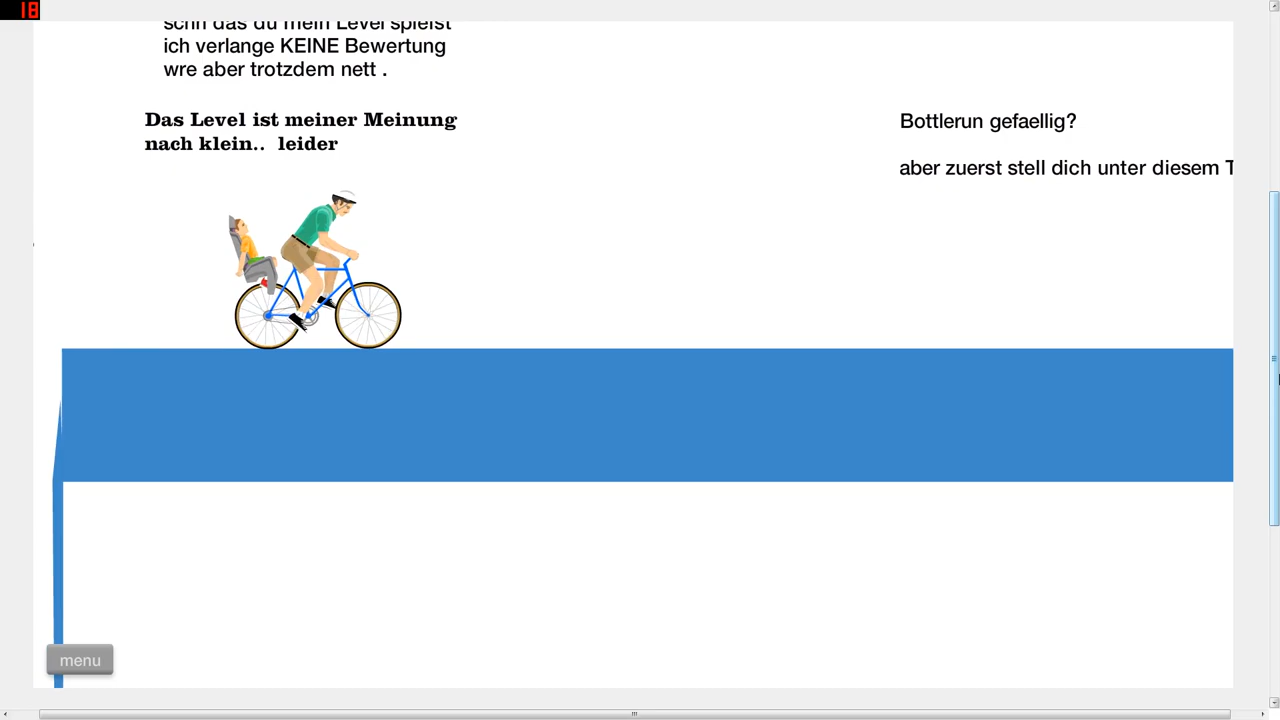 18
schn das du mein Level spielst
ich verlange KEINE Bewertung
wre aber trotzdem nett .
Das Level ist meiner Meinung
nach klein.. leider
Bottlerun gefaellig?
aber zuerst stell dich unter diesem T
menu